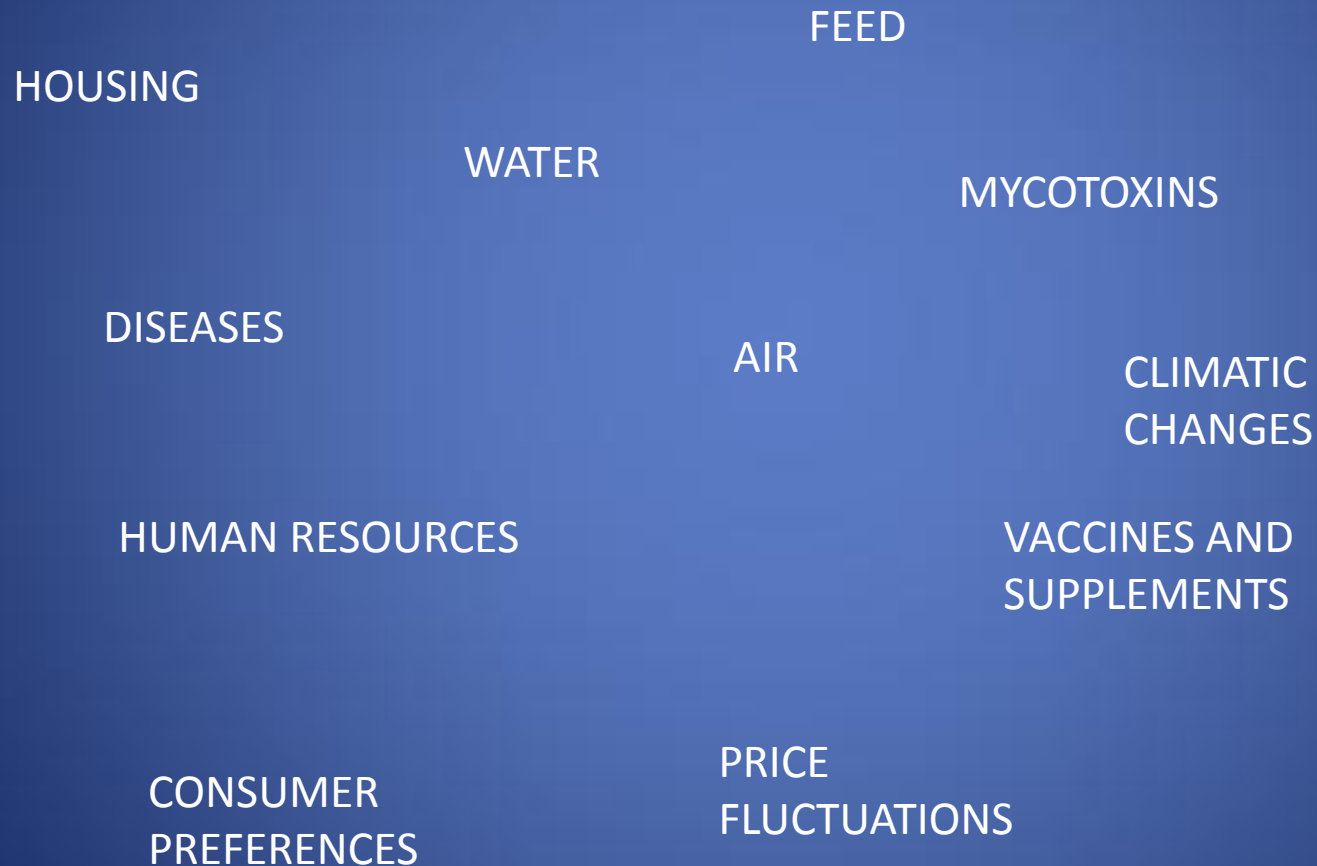 FEED
HOUSING
WATER
MYCOTOXINS
DISEASES
AIR
CLIMATIC
CHANGES
HUMAN RESOURCES
VACCINES AND
SUPPLEMENTS
PRICE
FLUCTUATIONS
CONSUMER
PREFERENCES